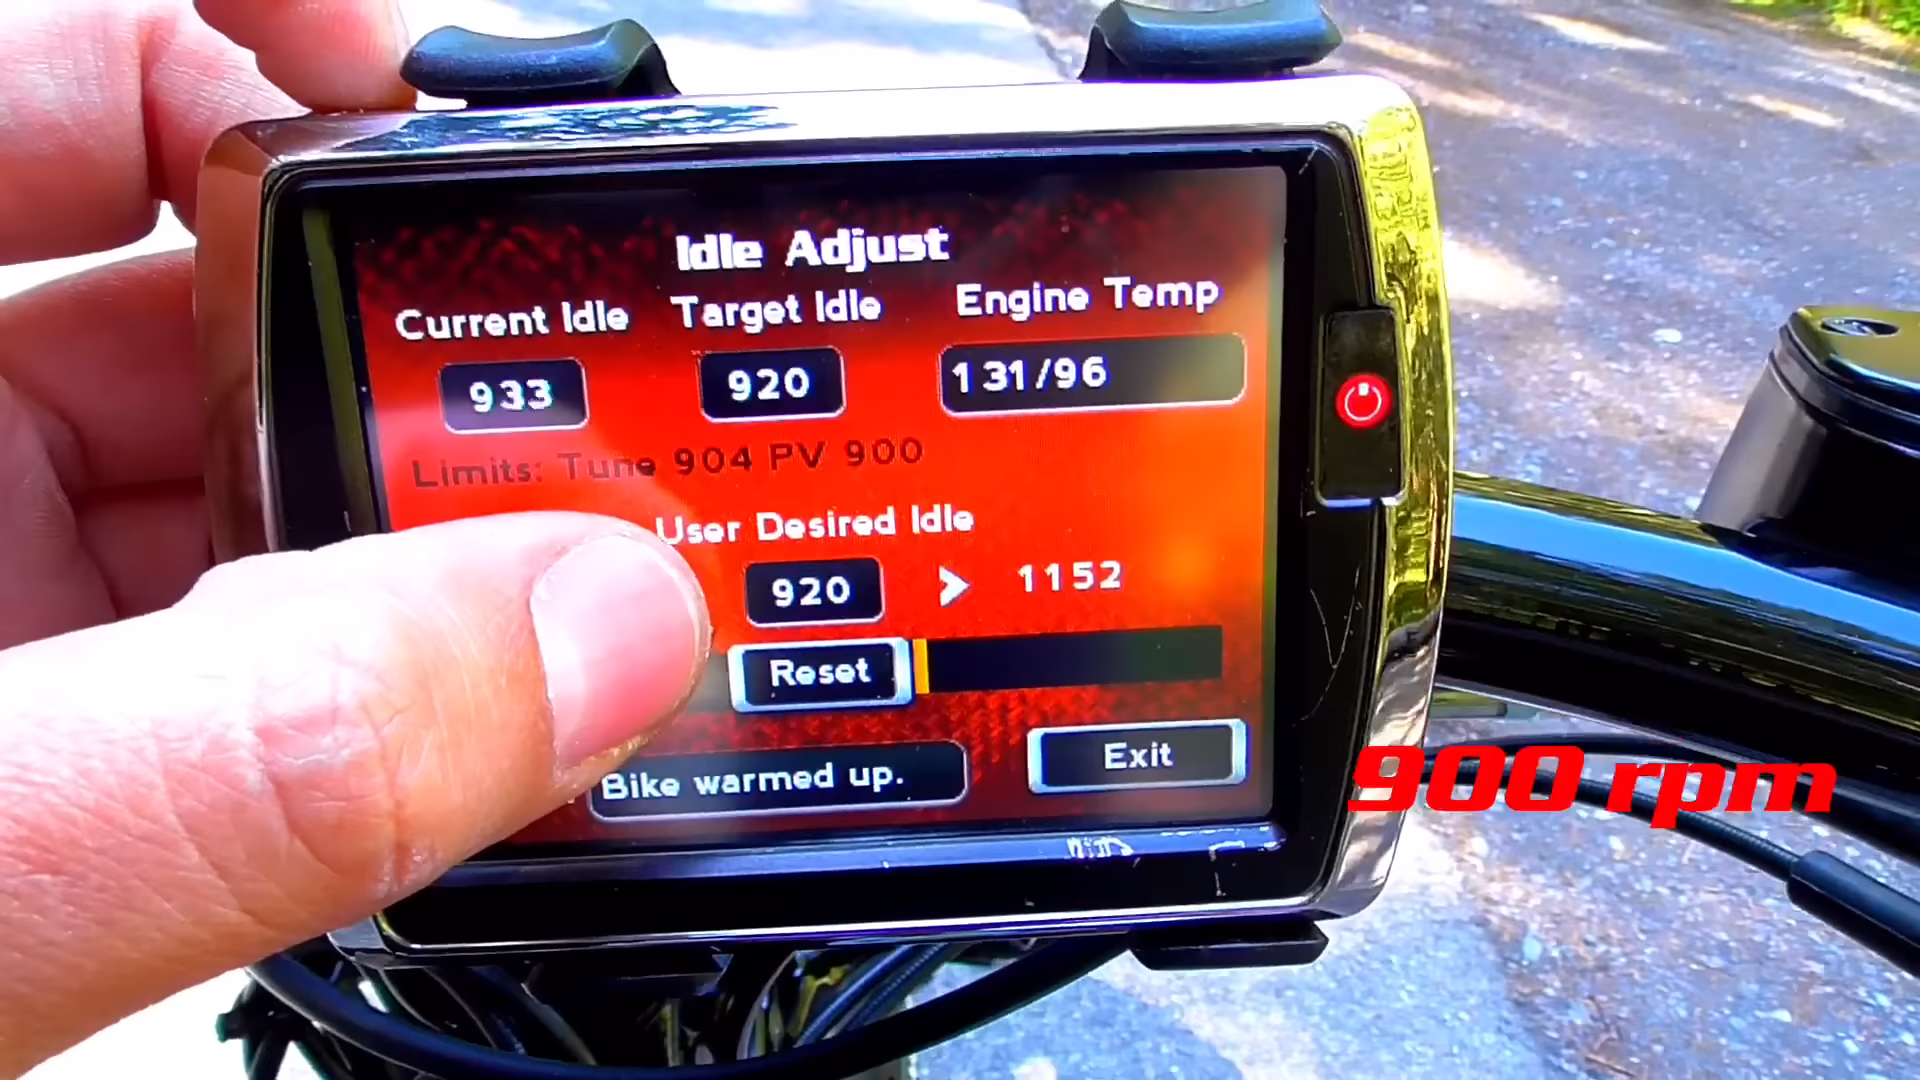 Idle Adjust
Current Idle Target Idle Engine Temp
933 920 131/96
Limits: Tune 904 PV 900
User Desired Idle
920 > 1152
Reset
Bike warmed up. Exit
900 rpm